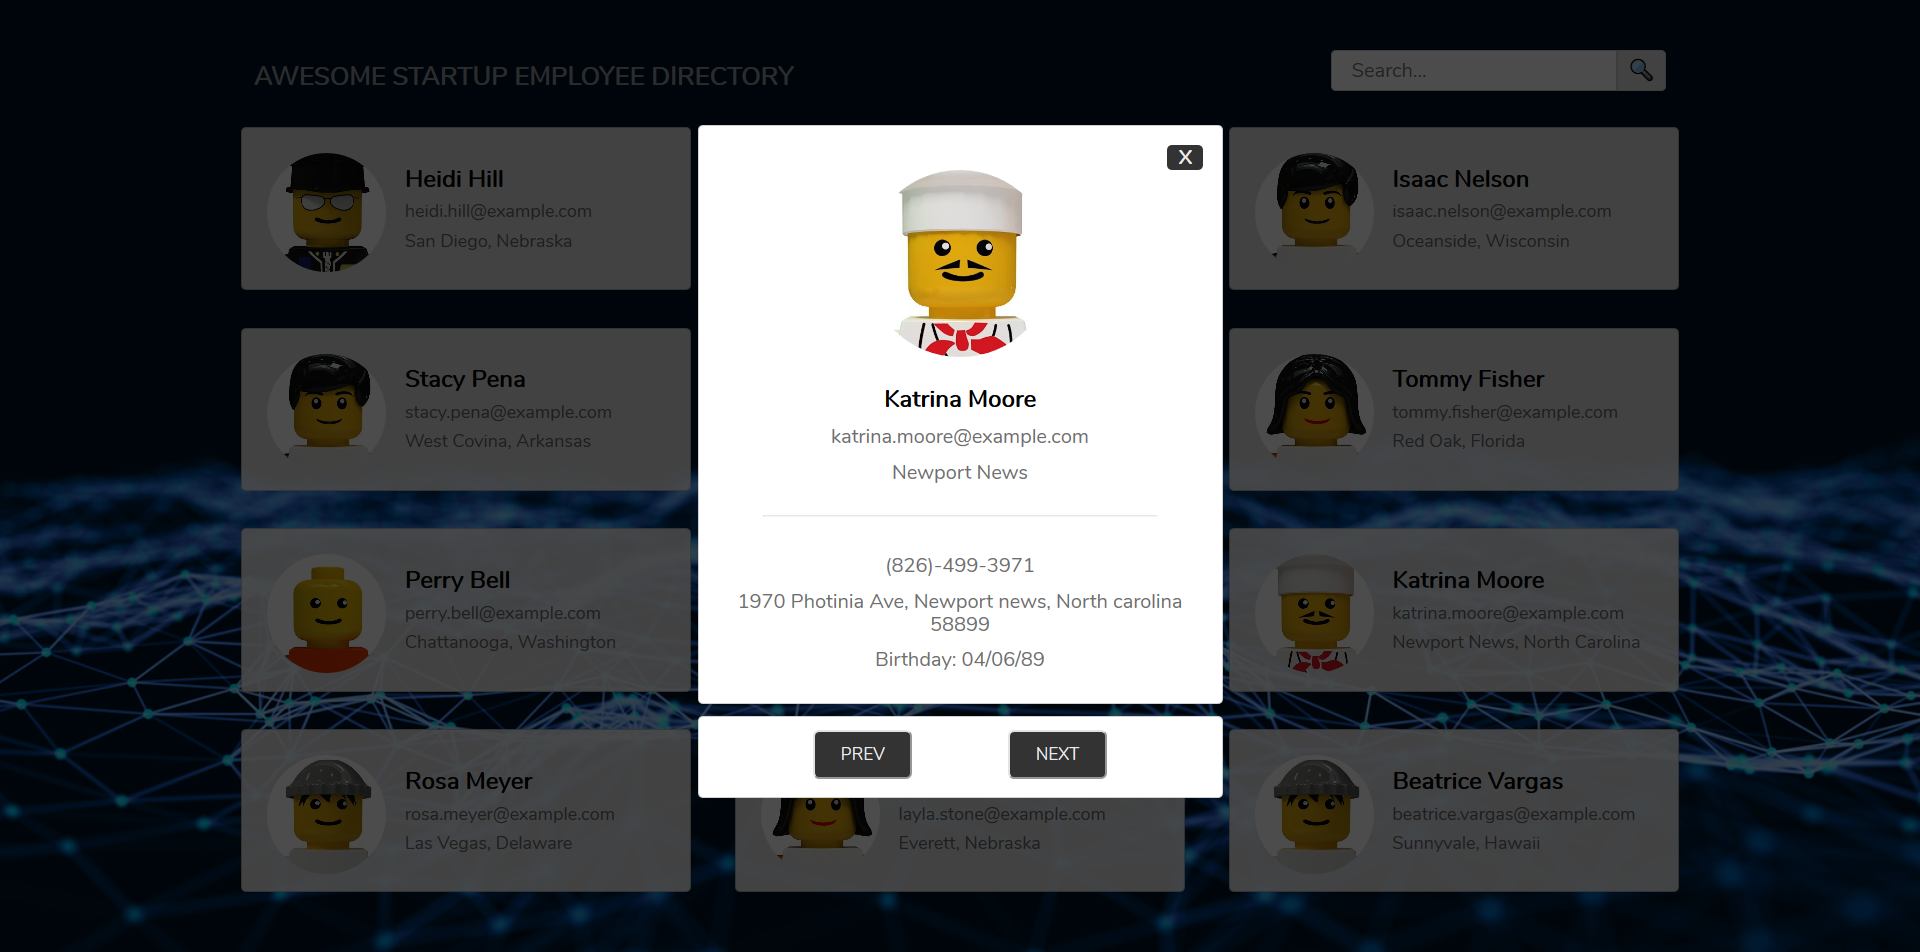 AWESOME STARTUP EMPLOYEE DIRECTORY
Search...
Heidi Hill
heidi.hill@example.com
San Diego, Nebraska
Isaac Nelson
isaac.nelson@example.com
Oceanside, Wisconsin
Stacy Pena
stacy.pena@example.com
West Covina, Arkansas
Tommy Fisher
tommy.fisher@example.com
Red Oak, Florida
Perry Bell
perry.bell@example.com
Chattanooga, Washington
Katrina Moore
katrina.moore@example.com
Newport News, North Carolina
Rosa Meyer
rosa.meyer@example.com
Las Vegas, Delaware
layla.stone@example.com
Everett, Nebraska
Beatrice Vargas
beatrice.vargas@example.com
Sunnyvale, Hawaii
X
Katrina Moore
katrina.moore@example.com
Newport News
(826)-499-3971
1970 Photinia Ave, Newport news, North carolina
58899
Birthday: 04/06/89
PREV
NEXT